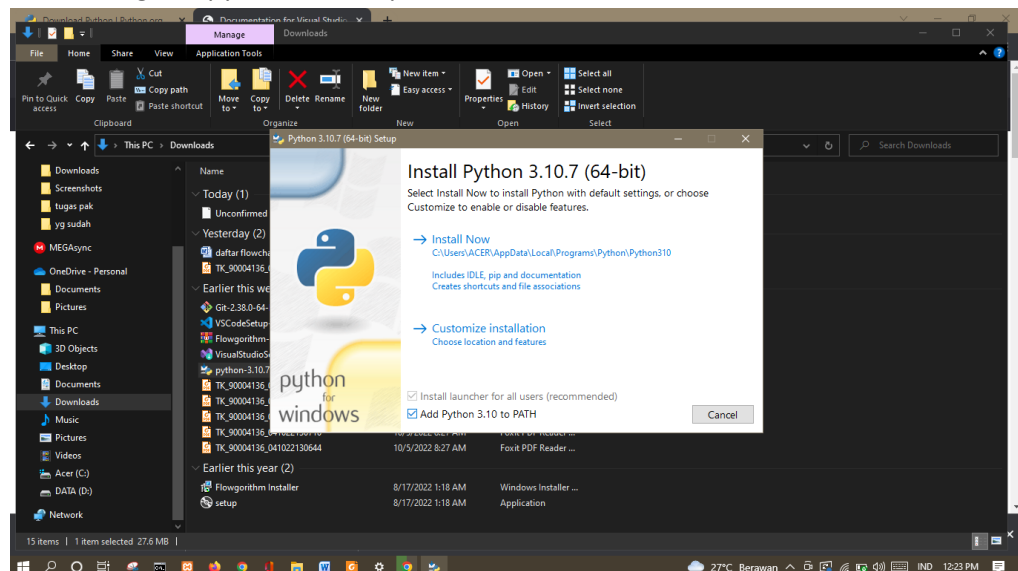 Download Python | Python.org
Documentation for Visual Studio
Manage
Downloads
File
Home
Share
View
Application Tools
Pin to Quick access
Copy
Paste
Cut
Copy path
Paste shortcut
Move to
Copy to
Delete
Rename
New folder
New item
Easy access
Properties
Open
Edit
History
Select all
Select none
Invert selection
Clipboard
Organize
New
Open
Select
This PC
Downloads
Search Downloads
Downloads
Screenshots
tugas pak
yg sudah
MEGAsync
OneDrive - Personal
Documents
Pictures
This PC
3D Objects
Desktop
Documents
Downloads
Music
Pictures
Videos
Acer (C:)
DATA (D:)
Network
Name
Today (1)
Unconfirmed
Yesterday (2)
daftar flowcha
TK_90004136_
Earlier this we
Git-2.38.0-64-
VSCodeSetup
Flowgorithm-
VisualStudioS
python-3.10.7
TK_90004136_
TK_90004136_
TK_90004136_
TK_90004136_
TK_90004136_041022130644
10/5/2022 8:27 AM
Foxit PDF Reader ...
Earlier this year (2)
Flowgorithm Installer
8/17/2022 1:18 AM
Windows Installer ...
setup
8/17/2022 1:18 AM
Application
Python 3.10.7 (64-bit) Setup
Install Python 3.10.7 (64-bit)
Select Install Now to install Python with default settings, or choose
Customize to enable or disable features.
Install Now
C:\Users\ACER\AppData\Local\Programs\Python\Python310
Includes IDLE, pip and documentation
Creates shortcuts and file associations
Customize installation
Choose location and features
python
for
windows
Install launcher for all users (recommended)
Add Python 3.10 to PATH
Cancel
15 items
1 item selected 27.6 MB
27°C Berawan
IND
12:23 PM